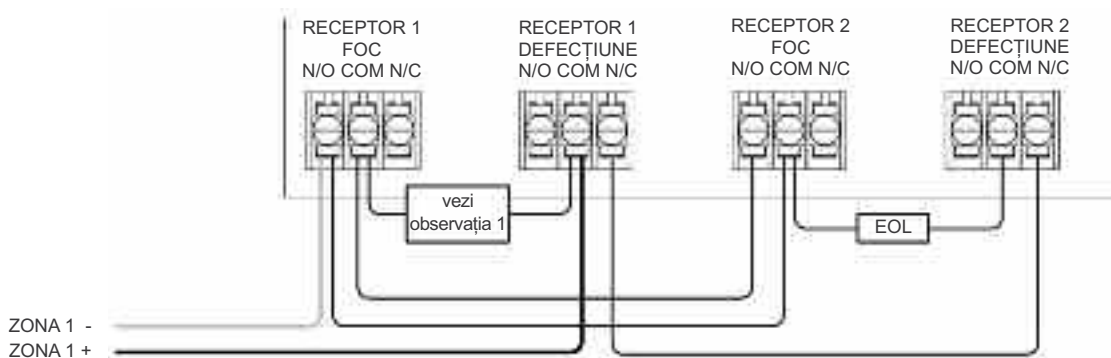 RECEPTOR 1
FOC
N/O COM N/C
RECEPTOR 1
DEFECȚIUNE
N/O COM N/C
RECEPTOR 2
FOC
N/O COM N/C
RECEPTOR 2
DEFECȚIUNE
N/O COM N/C
vezi
observația 1
EOL
ZONA 1 -
ZONA 1 +